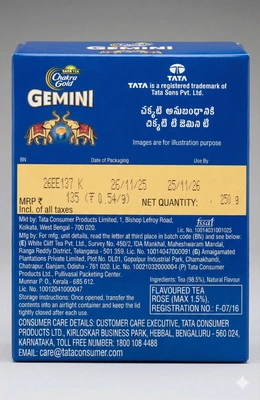 TATA TEA
Chakra
Gold
GEMINI
TATA
TATA is a registered trademark of
Tata Sons Pvt. Ltd.
చక్కటి అనుబంధానికి
చిక్కటి టీ జెమిని టీ
Images are for illustration purpose
BN Date of Packaging Use By
26EE137 K 26/11/25 25/11/26
MRP ₹ 135 (₹ 0.54/9) NET QUANTITY: 250 g
Incl. of all taxes
Mkt by: Tata Consumer Products Limited, 1, Bishop Lefroy Road,
Kolkata, West Bengal - 700 020.
fssai
Lic. No. 10014031001025
Mfg by: For mfg. unit details, read the letter at third place in batch code (BN) and see below:
(E) White Cliff Tea Pvt. Ltd., Survey No. 450/2, IDA Mankhal, Maheshwaram Mandal,
Ranga Reddy District, Telangana - 501 359. Lic. No. 10014047000391 (K) Amalgamated
Plantations Private Limited, Plot No. DL01, Gopalpur Industrial Park, Chamakhandi,
Chatrapur, Ganjam, Odisha - 761 020. Lic. No. 10021032000004 (P) Tata Consumer
Products Ltd., Pullivasal Packeting Center,
Munnar P. O., Kerala - 685 612.
Lic. No. 10012041000047
Ingredients: Tea (98.5%), Natural Flavour
Storage instructions: Once opened, transfer the
contents into an airtight container and keep the lid
tightly closed after each use.
FLAVOURED TEA
ROSE (MAX 1.5%),
REGISTRATION NO : F-07/16
CONSUMER CARE DETAILS: CUSTOMER CARE EXECUTIVE, TATA CONSUMER
PRODUCTS LTD., KIRLOSKAR BUSINESS PARK, HEBBAL, BENGALURU - 560 024,
KARNATAKA, TOLL FREE NUMBER: 1800 108 4488
EMAIL: care@tataconsumer.com